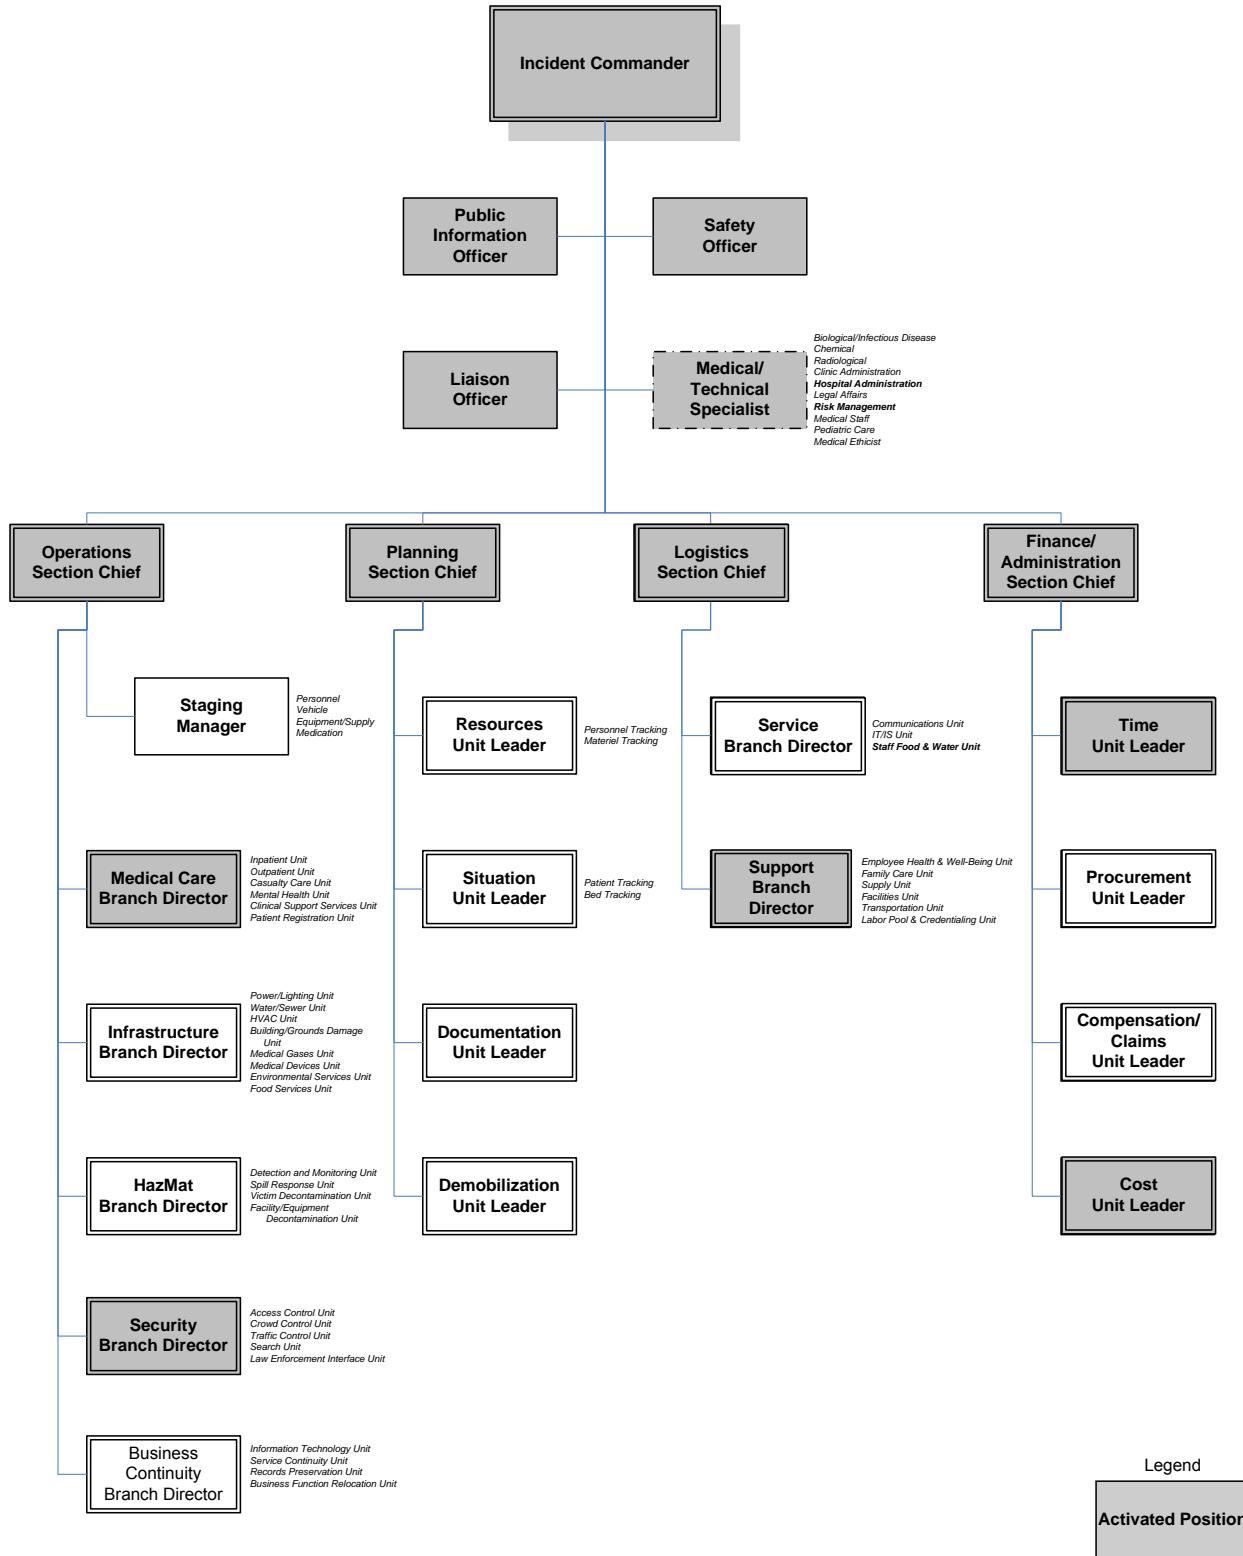 Incident Commander
Public
Information
Officer
Safety
Officer
Liaison
Officer
Medical/
Technical
Specialist
Biological/Infectious Disease
Chemical
Radiological
Clinic Administration
Hospital Administration
Legal Affairs
Risk Management
Medical Staff
Pediatric Care
Medical Ethicist
Operations
Section Chief
Planning
Section Chief
Logistics
Section Chief
Finance/
Administration
Section Chief
Staging
Manager
Personnel
Vehicle
Equipment/Supply
Medication
Resources
Unit Leader
Personnel Tracking
Materiel Tracking
Service
Branch Director
Communications Unit
IT/IS Unit
Staff Food & Water Unit
Time
Unit Leader
Medical Care
Branch Director
Inpatient Unit
Outpatient Unit
Casualty Care Unit
Mental Health Unit
Clinical Support Services Unit
Patient Registration Unit
Situation
Unit Leader
Patient Tracking
Bed Tracking
Support
Branch
Director
Employee Health & Well-Being Unit
Family Care Unit
Supply Unit
Facilities Unit
Transportation Unit
Labor Pool & Credentialing Unit
Procurement
Unit Leader
Infrastructure
Branch Director
Power/Lighting Unit
Water/Sewer Unit
HVAC Unit
Building/Grounds Damage
Unit
Medical Gases Unit
Medical Devices Unit
Environmental Services Unit
Food Services Unit
Documentation
Unit Leader
Compensation/
Claims
Unit Leader
HazMat
Branch Director
Detection and Monitoring Unit
Spill Response Unit
Victim Decontamination Unit
Facility/Equipment
Decontamination Unit
Demobilization
Unit Leader
Cost
Unit Leader
Security
Branch Director
Access Control Unit
Crowd Control Unit
Traffic Control Unit
Search Unit
Law Enforcement Interface Unit
Business
Continuity
Branch Director
Information Technology Unit
Service Continuity Unit
Records Preservation Unit
Business Function Relocation Unit
Legend
Activated Position